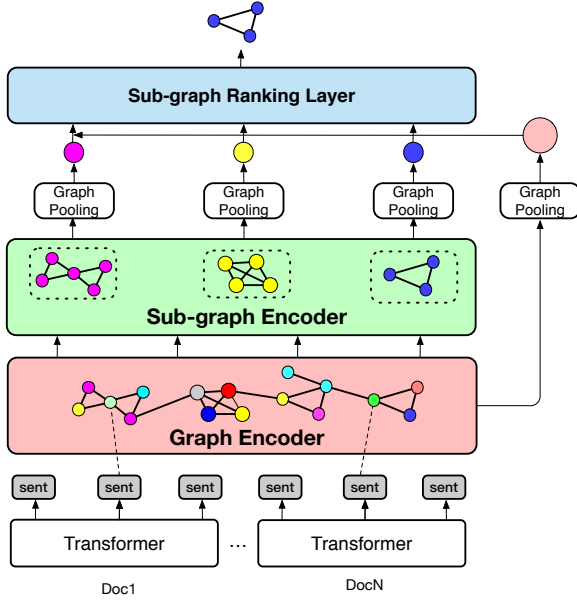 Sub-graph Ranking Layer
Graph
Pooling
Graph
Pooling
Graph
Pooling
Graph
Pooling
Sub-graph Encoder
Graph Encoder
sent
sent
sent
sent
sent
sent
Transformer
...
Transformer
Doc1
DocN